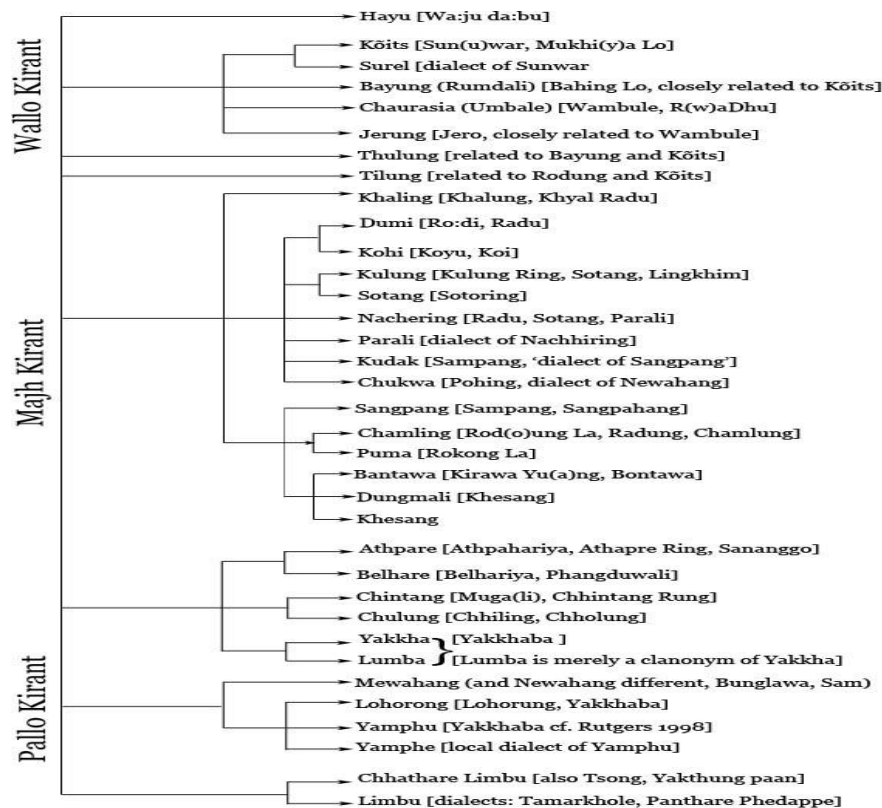 Wallo Kirant
Hayu [Wa:ju da:bu]
Kõits [Sun(u)war, Mukhi(y)a Lo]
Surel [dialect of Sunwar
Bayung (Rumdali) [Bahing Lo, closely related to Kõits]
Chaurasia (Umbale) [Wambule, R(w)aDhu]
Jerung [Jero, closely related to Wambule]
Thulung [related to Bayung and Kõits]
Tilung [related to Rodung and Kõits]
Majh Kirant
Khaling [Khalung, Khyal Radu]
Dumi [Ro:di, Radu]
Kohi [Koyu, Koi]
Kulung [Kulung Ring, Sotang, Lingkhim]
Sotang [Sotoring]
Nachering [Radu, Sotang, Parali]
Parali [dialect of Nachhiring]
Kudak [Sampang, ‘dialect of Sangpang’]
Chukwa [Pohing, dialect of Newahang]
Sangpang [Sampang, Sangpahang]
Chamling [Rod(o)ung La, Radung, Chamlung]
Puma [Rokong La]
Bantawa [Kirawa Yu(a)ng, Bontawa]
Dungmali [Khesang]
Khesang
Pallo Kirant
Athpare [Athpahariya, Athapre Ring, Sananggo]
Belhare [Belhariya, Phangduwali]
Chintang [Muga(li), Chhintang Rung]
Chulung [Chhiling, Chholung]
Yakkha } [Yakkhaba ]
Lumba [Lumba is merely a clanonym of Yakkha]
Mewahang (and Newahang different, Bunglawa, Sam)
Lohorong [Lohorung, Yakkhaba]
Yamphu [Yakkhaba cf. Rutgers 1998]
Yamphe [local dialect of Yamphu]
Chhathare Limbu [also Tsong, Yakthung paan]
Limbu [dialects: Tamarkhole, Panthare Phedappe]